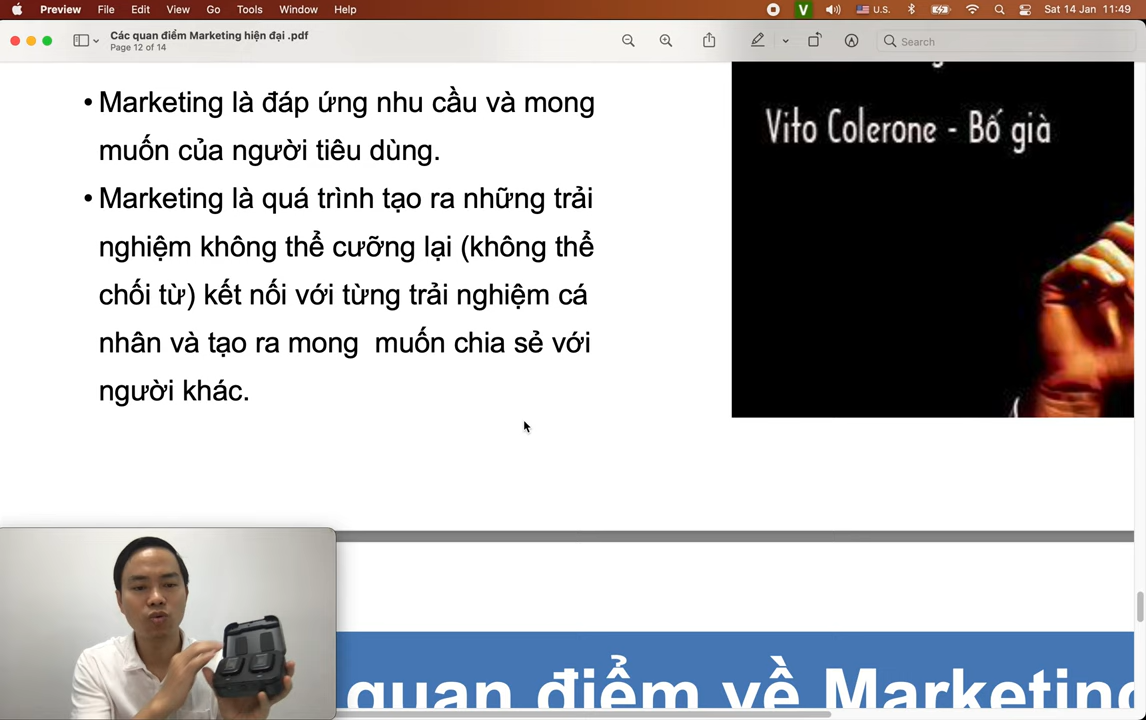 Preview File Edit View Go Tools Window Help V U.S. Sat 14 Jan 11:49
Các quan điểm Marketing hiện đại .pdf
Page 12 of 14
Search
• Marketing là đáp ứng nhu cầu và mong
muốn của người tiêu dùng.
• Marketing là quá trình tạo ra những trải
nghiệm không thể cưỡng lại (không thể
chối từ) kết nối với từng trải nghiệm cá
nhân và tạo ra mong muốn chia sẻ với
người khác.
Vito Colerone - Bố già
quan điểm về Marketing